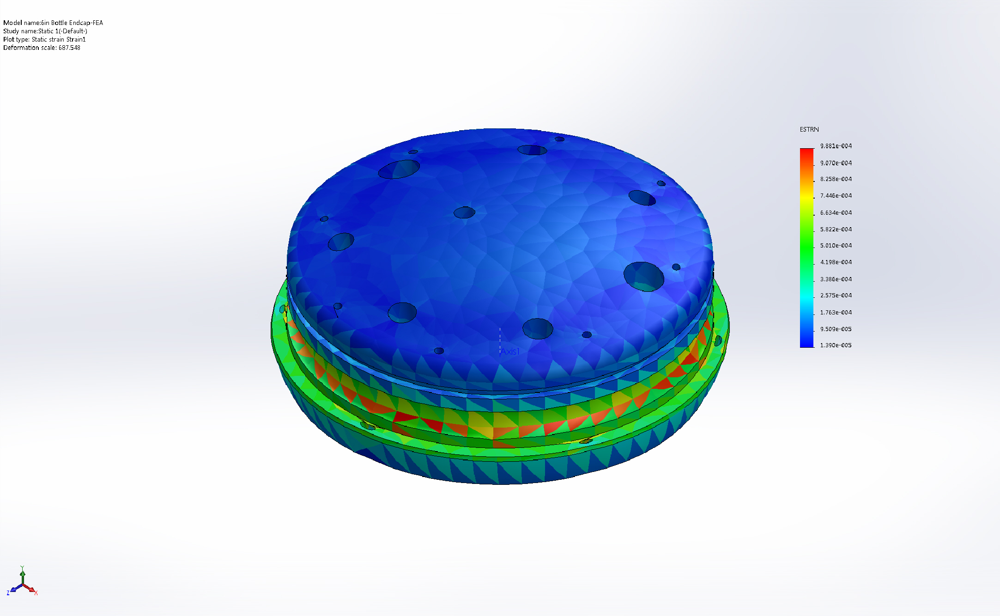 Model name:6in Bottle Endcap-FEA
Study name:Static 1(-Default-)
Plot type: Static strain Strain1
Deformation scale: 687.548
ESTRN
9.881e-004
9.070e-004
8.258e-004
7.446e-004
6.634e-004
5.822e-004
5.010e-004
4.198e-004
3.386e-004
2.575e-004
1.763e-004
9.509e-005
1.390e-005
Axis1
Y
Z
X